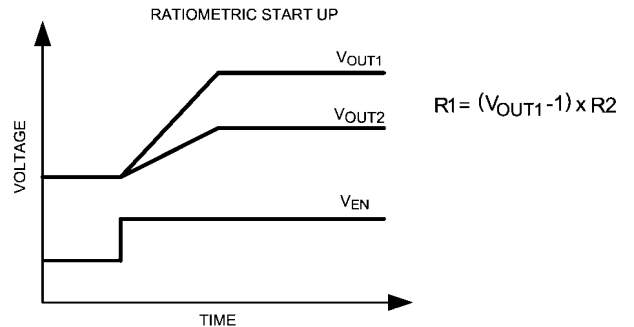 RATIOMETRIC START UP
VOUT1
R1 = (VOUT1 -1) x R2
VOUT2
VOLTAGE
VEN
TIME